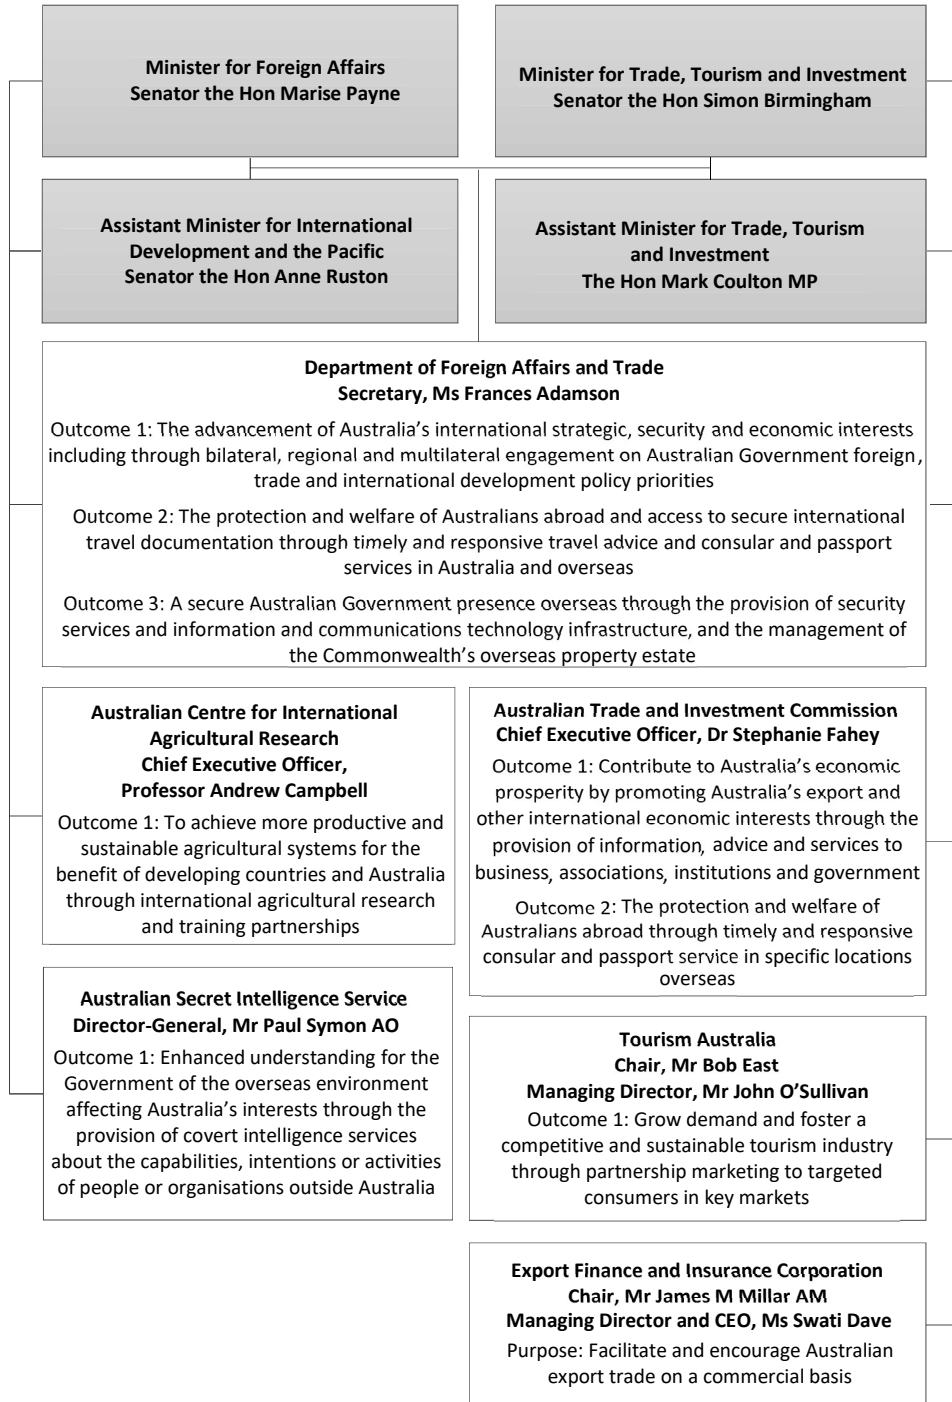 Minister for Foreign Affairs
Senator the Hon Marise Payne
Minister for Trade, Tourism and Investment
Senator the Hon Simon Birmingham
Assistant Minister for International
Development and the Pacific
Senator the Hon Anne Ruston
Assistant Minister for Trade, Tourism
and Investment
The Hon Mark Coulton MP
Department of Foreign Affairs and Trade
Secretary, Ms Frances Adamson
Outcome 1: The advancement of Australia’s international strategic, security and economic interests
including through bilateral, regional and multilateral engagement on Australian Government foreign,
trade and international development policy priorities
Outcome 2: The protection and welfare of Australians abroad and access to secure international
travel documentation through timely and responsive travel advice and consular and passport
services in Australia and overseas
Outcome 3: A secure Australian Government presence overseas through the provision of security
services and information and communications technology infrastructure, and the management of
the Commonwealth’s overseas property estate
Australian Centre for International
Agricultural Research
Chief Executive Officer,
Professor Andrew Campbell
Outcome 1: To achieve more productive and
sustainable agricultural systems for the
benefit of developing countries and Australia
through international agricultural research
and training partnerships
Australian Trade and Investment Commission
Chief Executive Officer, Dr Stephanie Fahey
Outcome 1: Contribute to Australia’s economic
prosperity by promoting Australia’s export and
other international economic interests through the
provision of information, advice and services to
business, associations, institutions and government
Outcome 2: The protection and welfare of
Australians abroad through timely and responsive
consular and passport service in specific locations
overseas
Australian Secret Intelligence Service
Director-General, Mr Paul Symon AO
Outcome 1: Enhanced understanding for the
Government of the overseas environment
affecting Australia’s interests through the
provision of covert intelligence services
about the capabilities, intentions or activities
of people or organisations outside Australia
Tourism Australia
Chair, Mr Bob East
Managing Director, Mr John O’Sullivan
Outcome 1: Grow demand and foster a
competitive and sustainable tourism industry
through partnership marketing to targeted
consumers in key markets
Export Finance and Insurance Corporation
Chair, Mr James M Millar AM
Managing Director and CEO, Ms Swati Dave
Purpose: Facilitate and encourage Australian
export trade on a commercial basis